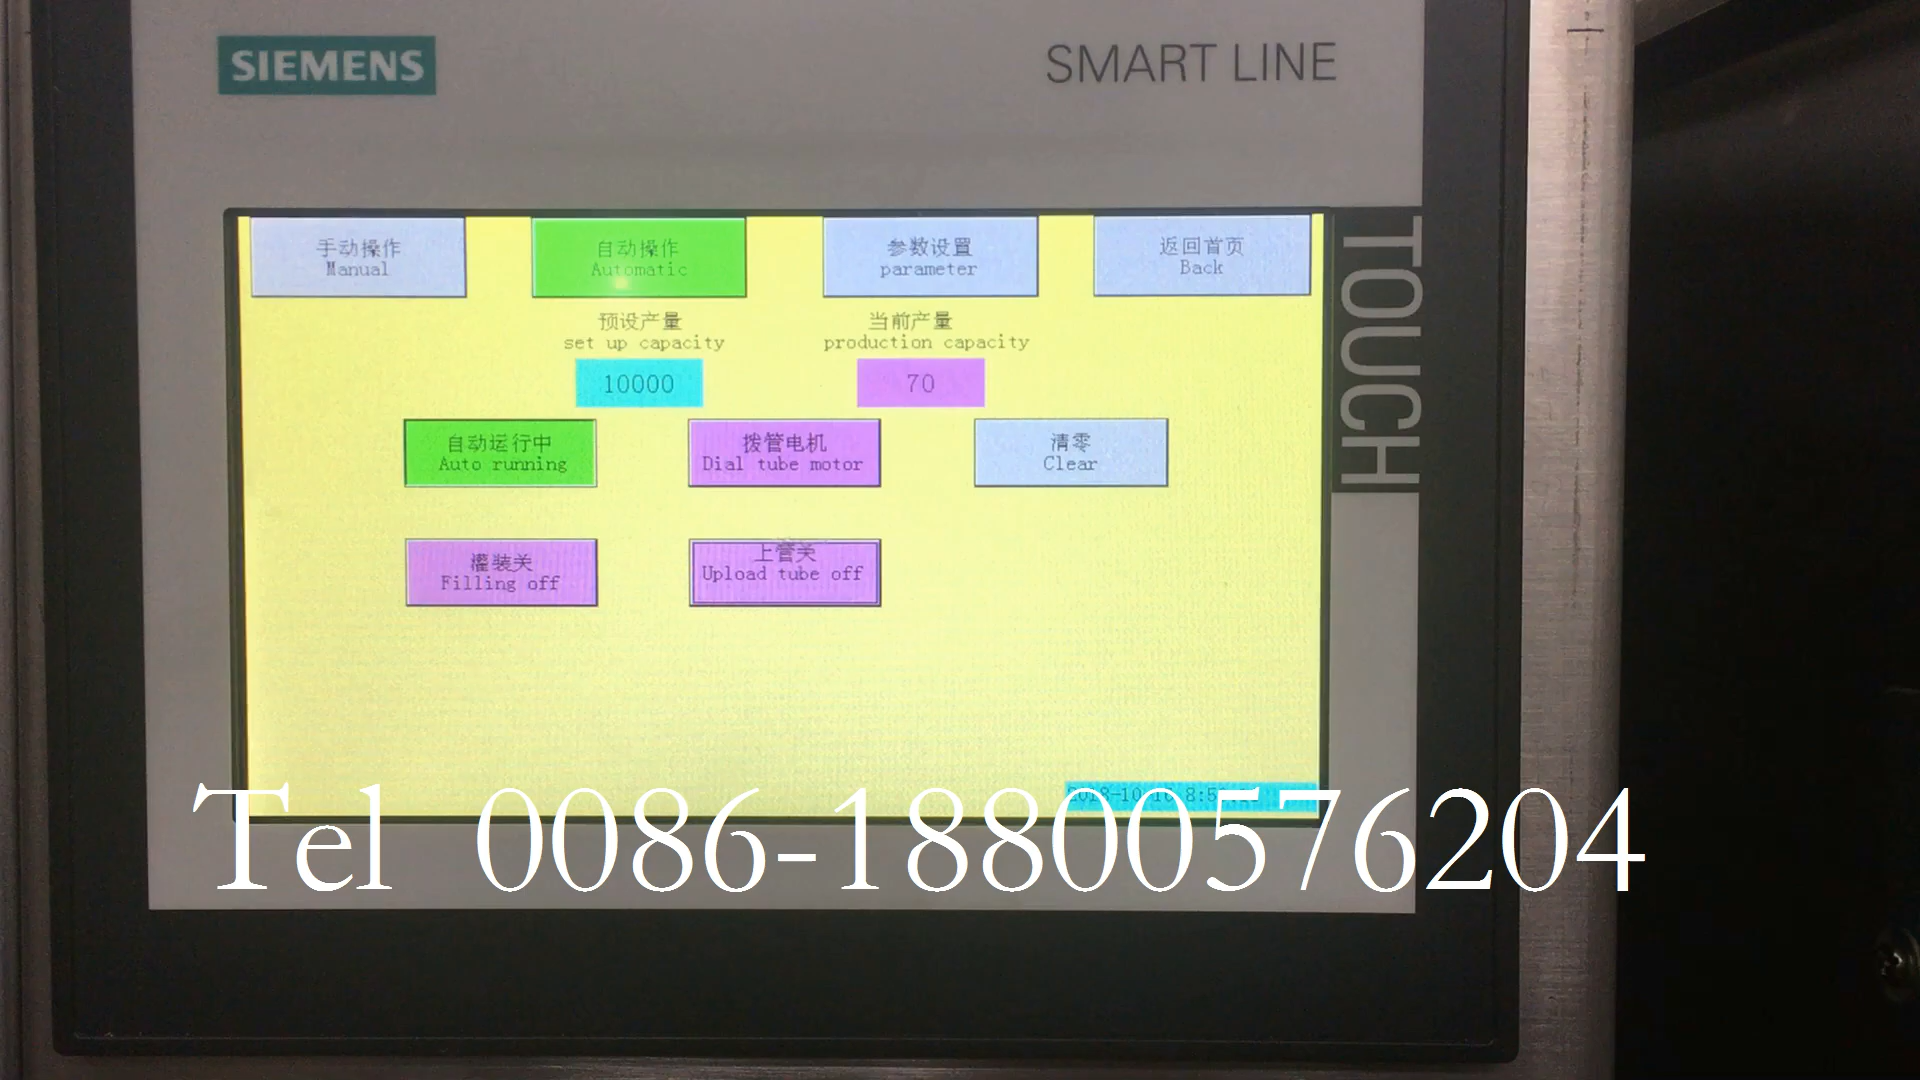 SIEMENS
SMART LINE
TOUCH
手动操作
Manual
自动操作
Automatic
参数设置
parameter
返回首页
Back
预设产量
set up capacity
当前产量
production capacity
10000
70
自动运行中
Auto running
拨管电机
Dial tube motor
清零
Clear
灌装关
Filling off
上管关
Upload tube off
Tel 0086-18800576204